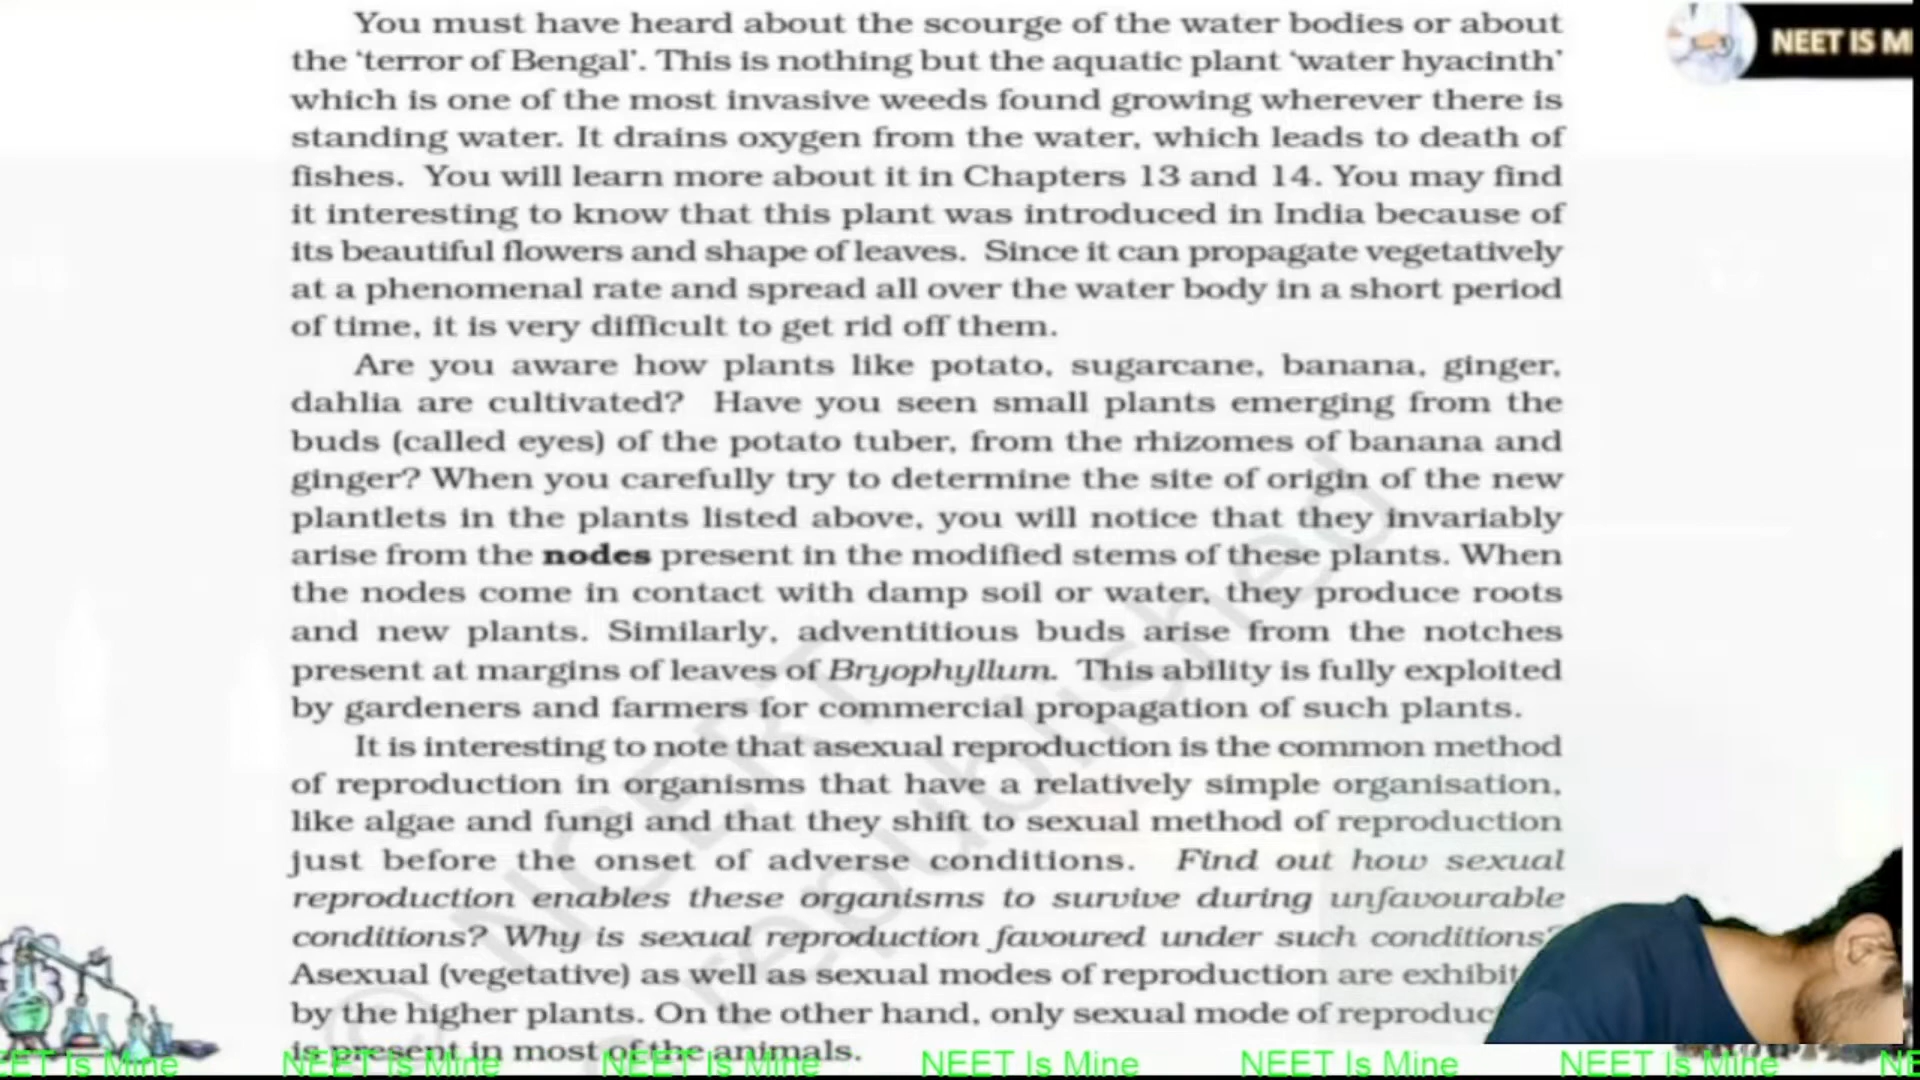 You must have heard about the scourge of the water bodies or about
the ‘terror of Bengal’. This is nothing but the aquatic plant ‘water hyacinth’
which is one of the most invasive weeds found growing wherever there is
standing water. It drains oxygen from the water, which leads to death of
fishes. You will learn more about it in Chapters 13 and 14. You may find
it interesting to know that this plant was introduced in India because of
its beautiful flowers and shape of leaves. Since it can propagate vegetatively
at a phenomenal rate and spread all over the water body in a short period
of time, it is very difficult to get rid off them.
Are you aware how plants like potato, sugarcane, banana, ginger,
dahlia are cultivated? Have you seen small plants emerging from the
buds (called eyes) of the potato tuber, from the rhizomes of banana and
ginger? When you carefully try to determine the site of origin of the new
plantlets in the plants listed above, you will notice that they invariably
arise from the nodes present in the modified stems of these plants. When
the nodes come in contact with damp soil or water, they produce roots
and new plants. Similarly, adventitious buds arise from the notches
present at margins of leaves of Bryophyllum. This ability is fully exploited
by gardeners and farmers for commercial propagation of such plants.
It is interesting to note that asexual reproduction is the common method
of reproduction in organisms that have a relatively simple organisation,
like algae and fungi and that they shift to sexual method of reproduction
just before the onset of adverse conditions. Find out how sexual
reproduction enables these organisms to survive during unfavourable
conditions? Why is sexual reproduction favoured under such conditions?
Asexual (vegetative) as well as sexual modes of reproduction are exhibit
by the higher plants. On the other hand, only sexual mode of reproduc
is present in most of the animals.
NEET IS M
© NCERT
republished
EET Is Mine NEET Is Mine NEET Is Mine NEET Is Mine NEET Is Mine NEET Is Mine NE